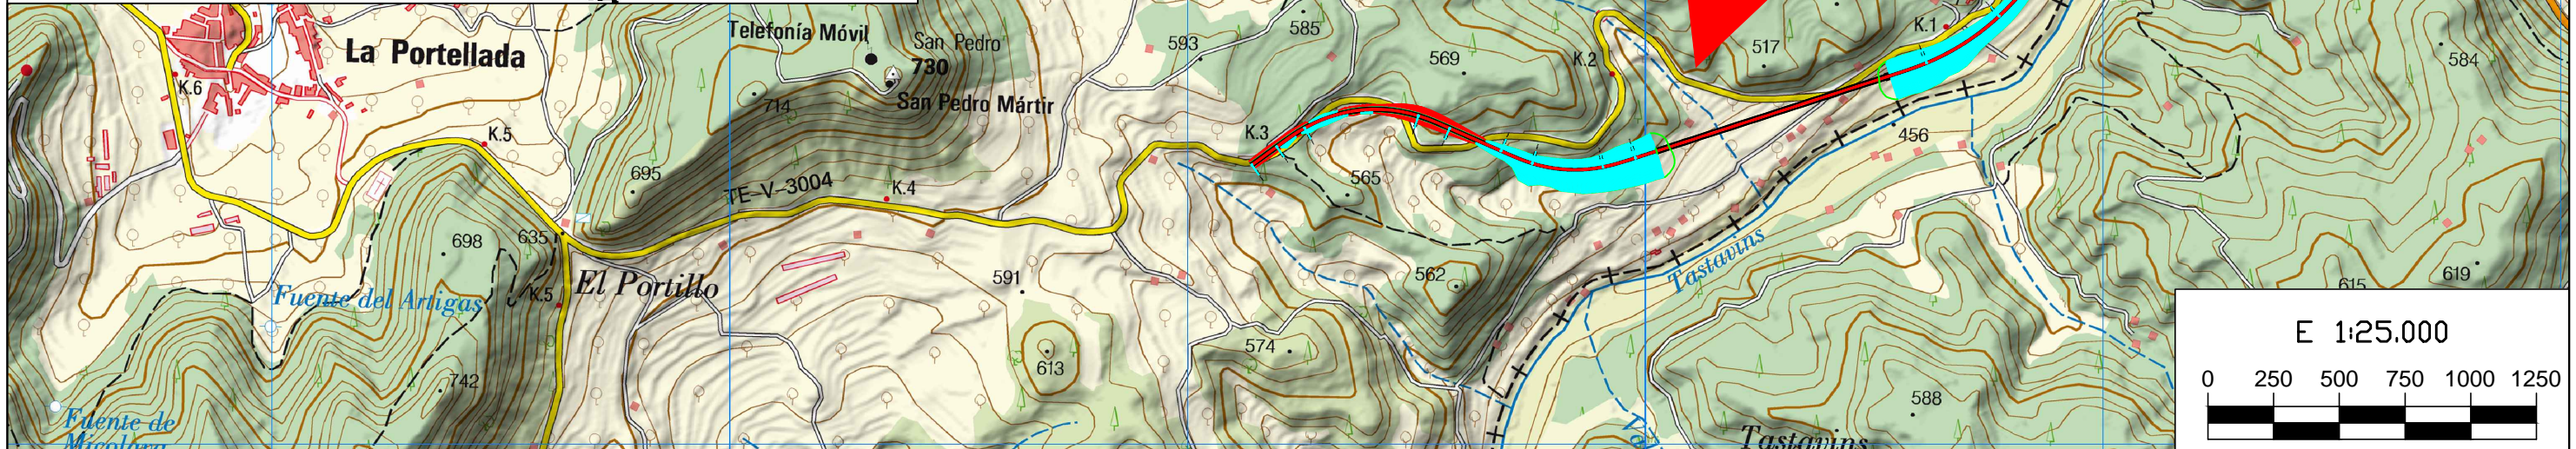 La Portellada
K.6
K.5
Telefonía Móvil
San Pedro
730
San Pedro Mártir
714
695
TE-V-3004
K.4
593
585
569
K.3
565
K.2
517
K.1
456
584
698
635
El Portillo
K.5
Fuente del Artigas
591
562
Tastavins
574
613
742
Fuente de
Micolara
588
Tastavins
615
619
E 1:25.000
0 250 500 750 1000 1250